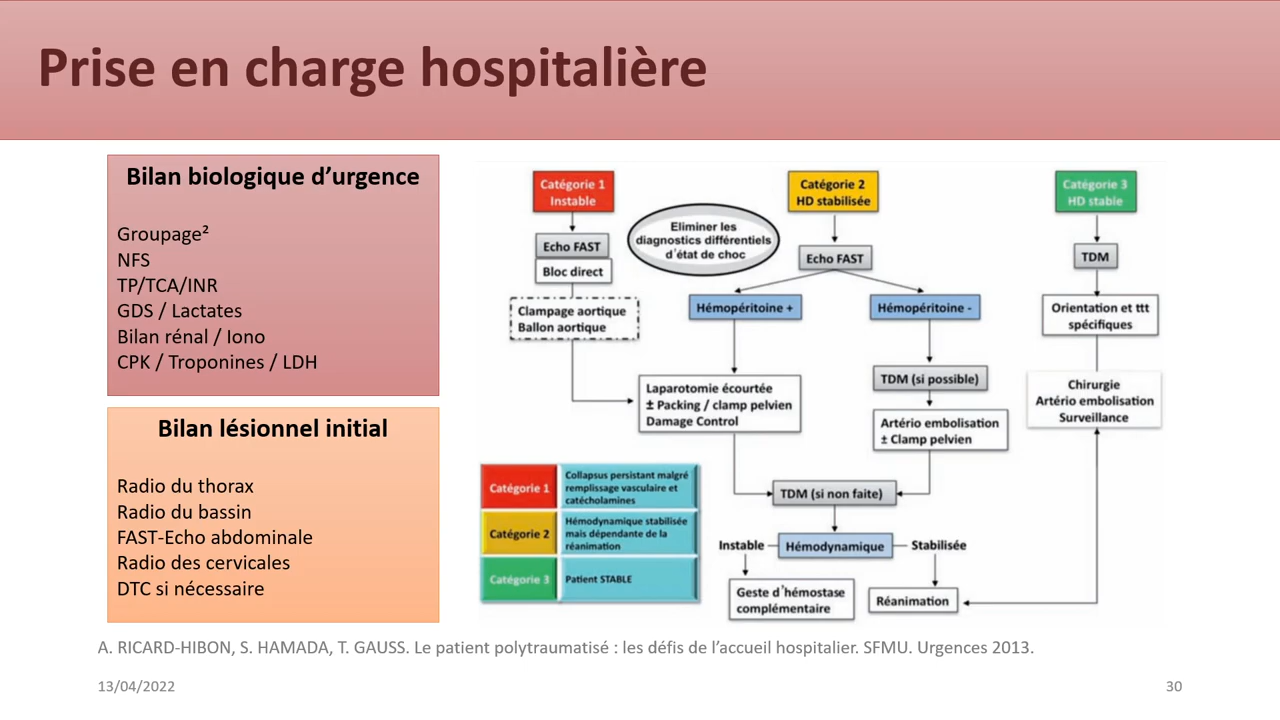 Prise en charge hospitalière
Bilan biologique d'urgence
Groupage²
NFS
TP/TCA/INR
GDS / Lactates
Bilan rénal / Iono
CPK / Troponines / LDH
Bilan lésionnel initial
Radio du thorax
Radio du bassin
FAST-Echo abdominale
Radio des cervicales
DTC si nécessaire
Catégorie 1
Instable
Echo FAST
Bloc direct
Clampage aortique
Ballon aortique
Eliminer les
diagnostics différentiels
d'état de choc
Catégorie 2
HD stabilisée
Echo FAST
Hémopéritoine +
Hémopéritoine -
Laparotomie écourtée
± Packing / clamp pelvien
Damage Control
TDM (si possible)
Artério embolisation
± Clamp pelvien
Catégorie 3
HD stable
TDM
Orientation et ttt
spécifiques
Chirurgie
Artério embolisation
Surveillance
TDM (si non faite)
Instable
Hémodynamique
Stabilisée
Geste d'hémostase
complémentaire
Réanimation
Catégorie 1
Collapsus persistant malgré
remplissage vasculaire et
catécholamines
Catégorie 2
Hémodynamique stabilisée
mais dépendante de la
réanimation
Catégorie 3
Patient STABLE
A. RICARD-HIBON, S. HAMADA, T. GAUSS. Le patient polytraumatisé : les défis de l'accueil hospitalier. SFMU. Urgences 2013.
13/04/2022
30